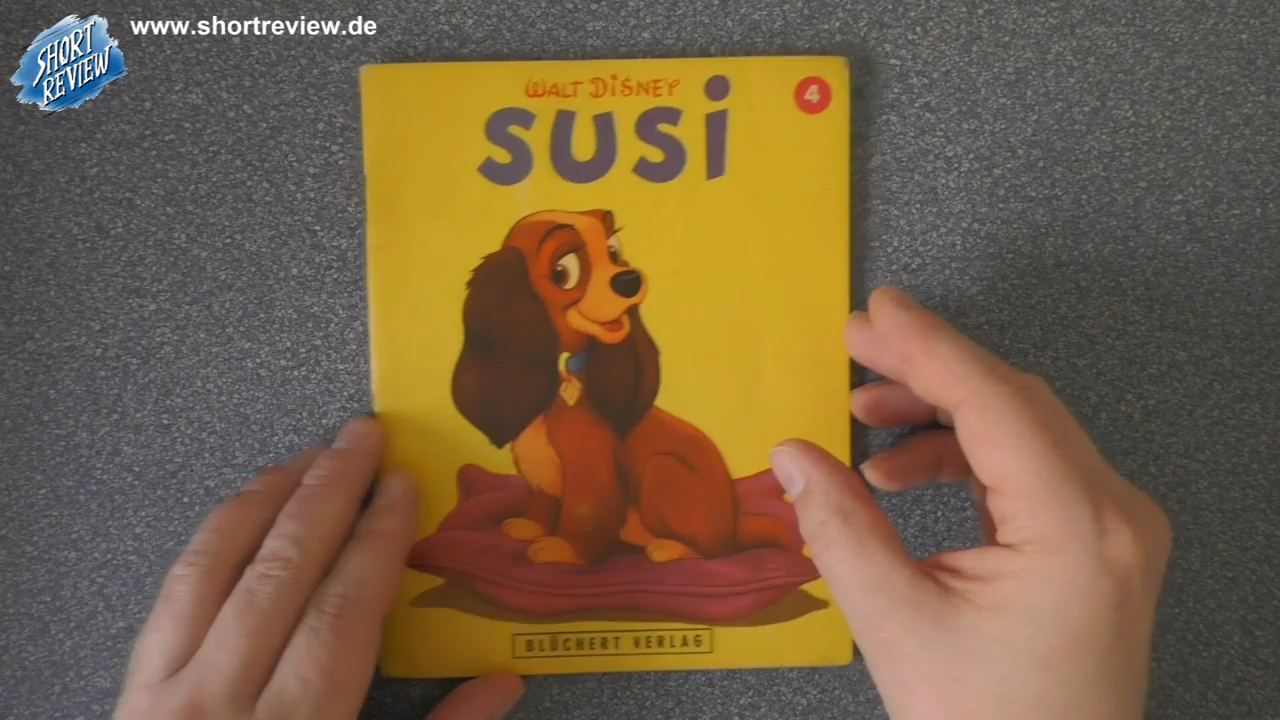 www.shortreview.de
SHORT
REVIEW
WALT DiSNEY
4
SUSi
BLÜCHERT VERLAG